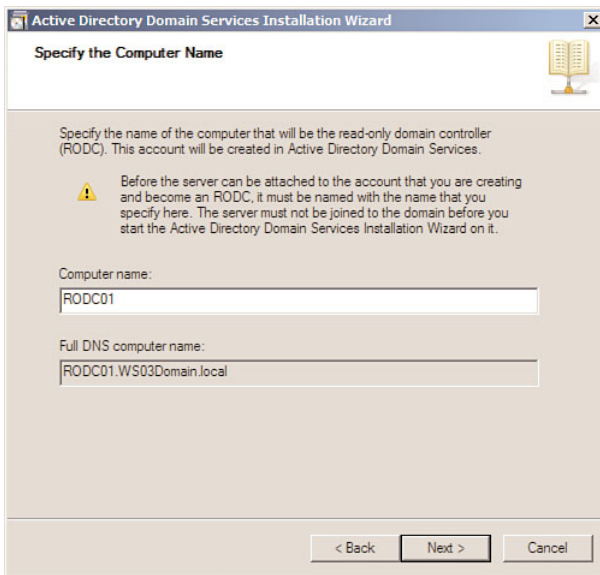 Active Directory Domain Services Installation Wizard
Specify the Computer Name
Specify the name of the computer that will be the read-only domain controller
(RODC). This account will be created in Active Directory Domain Services.
Before the server can be attached to the account that you are creating
and become an RODC, it must be named with the name that you
specify here. The server must not be joined to the domain before you
start the Active Directory Domain Services Installation Wizard on it.
Computer name:
RODC01
Full DNS computer name:
RODC01.WS03Domain.local
< Back Next > Cancel